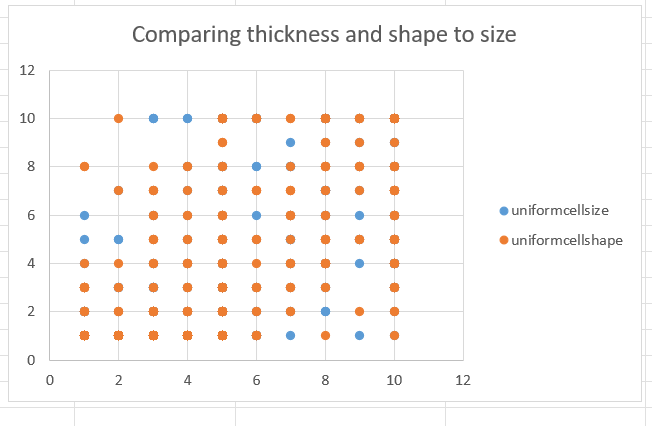 Comparing thickness and shape to size
12
10
8
6
4
2
0
0 2 4 6 8 10 12
uniformcellsize
uniformcellshape